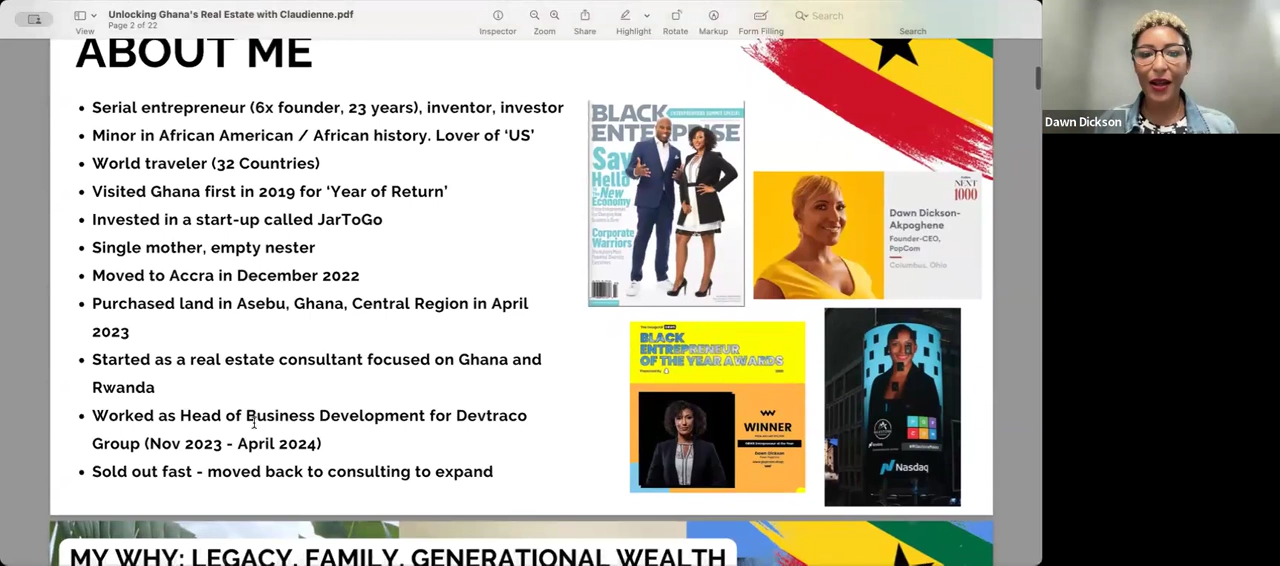 Unlocking Ghana's Real Estate with Claudienne.pdf
Page 2 of 22
View
Inspector
Zoom
Share
Highlight
Rotate
Markup
Form Filling
Search
Search
ABOUT ME
• Serial entrepreneur (6x founder, 23 years), inventor, investor
• Minor in African American / African history. Lover of ‘US’
• World traveler (32 Countries)
• Visited Ghana first in 2019 for ‘Year of Return’
• Invested in a start-up called JarToGo
• Single mother, empty nester
• Moved to Accra in December 2022
• Purchased land in Asebu, Ghana, Central Region in April
2023
• Started as a real estate consultant focused on Ghana and
Rwanda
• Worked as Head of Business Development for Devtraco
Group (Nov 2023 - April 2024)
• Sold out fast - moved back to consulting to expand
BLACK
ENTERPRISE
Say
Hello
New
Economy
Corporate
Warriors
NEXT
1000
Dawn Dickson-
Akpoghene
Founder-CEO,
PopCom
Columbus, Ohio
BLACK
ENTREPRENEUR
OF THE YEAR AWARDS
WINNER
Dawn Dickson
Nasdaq
MY WHY: LEGACY, FAMILY, GENERATIONAL WEALTH
Dawn Dickson